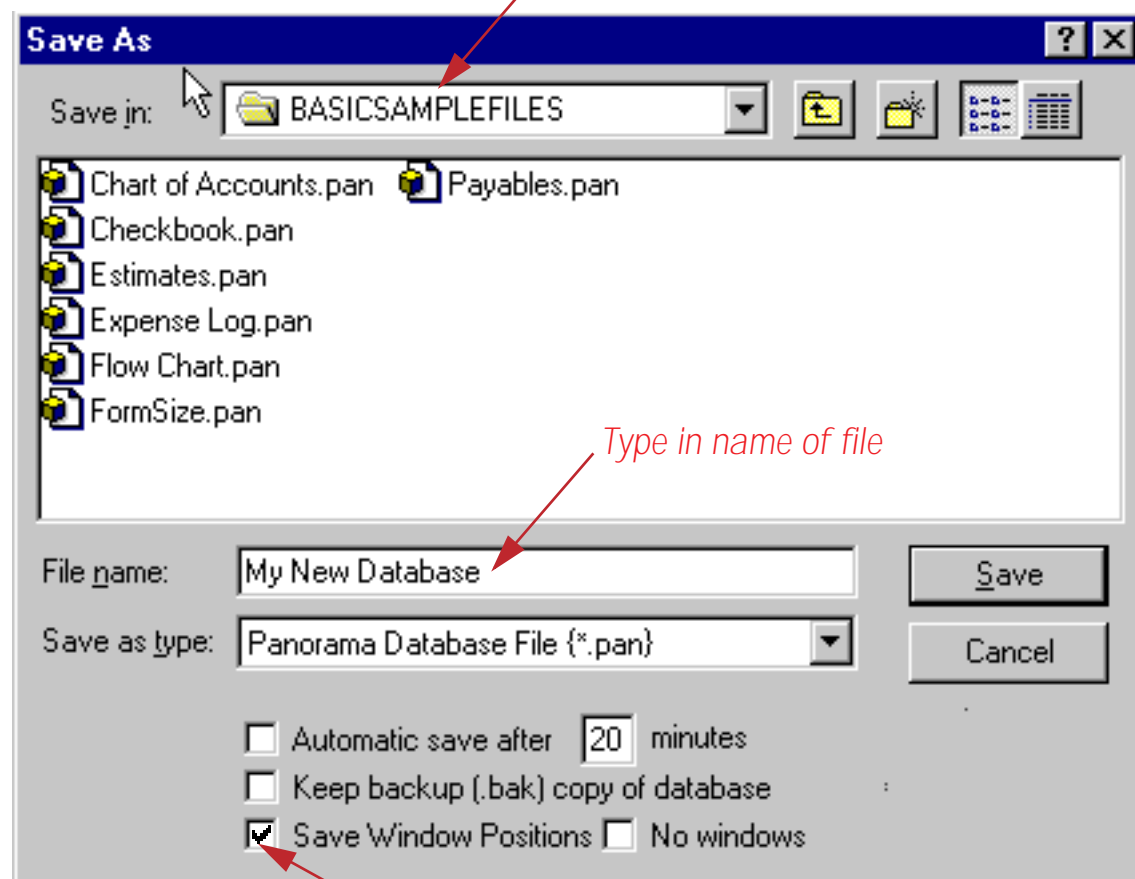 Save As
Save in: BASICSAMPLEFILES
Chart of Accounts.pan Payables.pan
Checkbook.pan
Estimates.pan
Expense Log.pan
Flow Chart.pan
FormSize.pan
Type in name of file
File name: My New Database Save
Save as type: Panorama Database File {*.pan} Cancel
Automatic save after 20 minutes
Keep backup (.bak) copy of database
Save Window Positions No windows